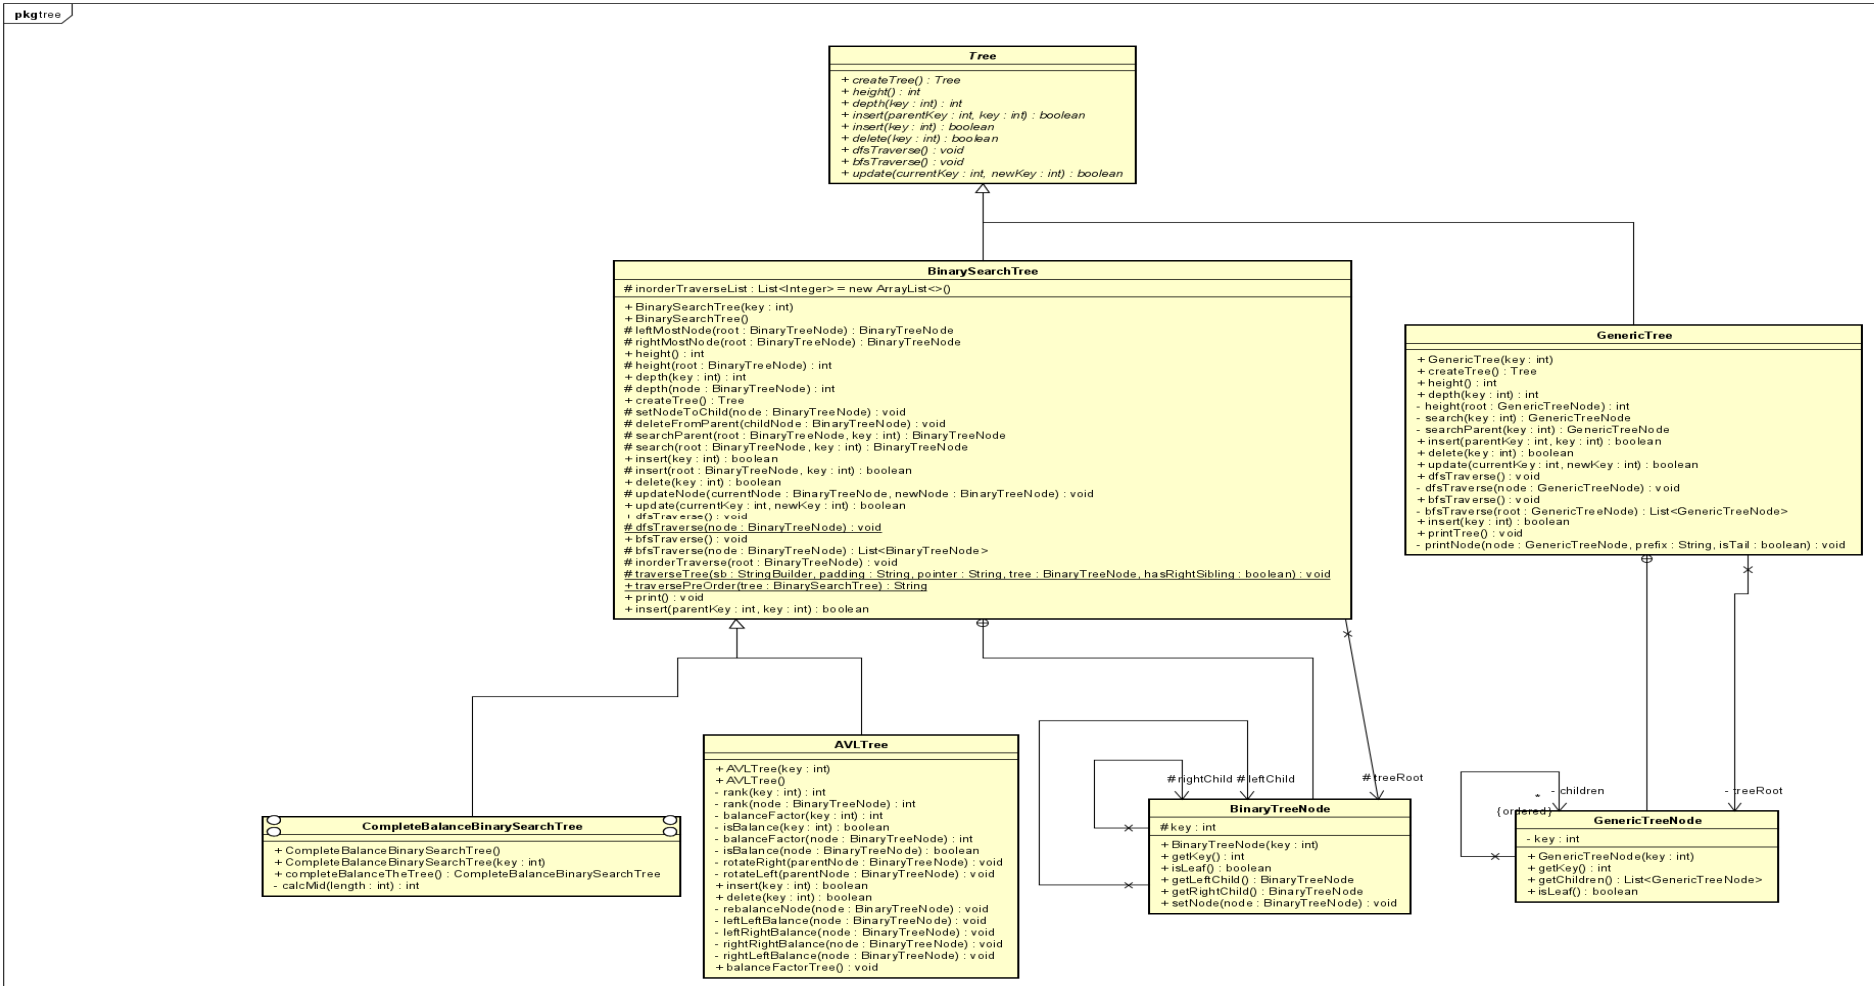 pkg tree
Tree
+ createTree() : Tree
+ height() : int
+ depth(key : int) : int
+ insert(parentKey : int, key : int) : boolean
+ insert(key : int) : boolean
+ delete(key : int) : boolean
+ dfsTraverse() : void
+ bfsTraverse() : void
+ update(currentKey : int, newKey : int) : boolean
BinarySearchTree
# inorderTraverseList : List<Integer> = new ArrayList<>()
+ BinarySearchTree(key : int)
+ BinarySearchTree()
# leftMostNode(root : BinaryTreeNode) : BinaryTreeNode
# rightMostNode(root : BinaryTreeNode) : BinaryTreeNode
+ height() : int
# height(root : BinaryTreeNode) : int
+ depth(key : int) : int
# depth(node : BinaryTreeNode) : int
+ createTree() : Tree
# setNodeToChild(node : BinaryTreeNode) : void
# deleteFromParent(childNode : BinaryTreeNode) : void
# searchParent(root : BinaryTreeNode, key : int) : BinaryTreeNode
# search(root : BinaryTreeNode, key : int) : BinaryTreeNode
+ insert(key : int) : boolean
# insert(root : BinaryTreeNode, key : int) : boolean
+ delete(key : int) : boolean
# updateNode(currentNode : BinaryTreeNode, newNode : BinaryTreeNode) : void
+ update(currentKey : int, newKey : int) : boolean
+ dfsTraverse() : void
# dfsTraverse(node : BinaryTreeNode) : void
+ bfsTraverse() : void
# bfsTraverse(node : BinaryTreeNode) : List<BinaryTreeNode>
# inorderTraverse(root : BinaryTreeNode) : void
# traverseTree(sb : StringBuilder, padding : String, pointer : String, tree : BinaryTreeNode, hasRightSibling : boolean) : void
+ traversePreOrder(tree : BinarySearchTree) : String
+ print() : void
+ insert(parentKey : int, key : int) : boolean
GenericTree
+ GenericTree(key : int)
+ createTree() : Tree
+ height() : int
+ depth(key : int) : int
- height(root : GenericTreeNode) : int
- search(key : int) : GenericTreeNode
- searchParent(key : int) : GenericTreeNode
+ insert(parentKey : int, key : int) : boolean
+ delete(key : int) : boolean
+ update(currentKey : int, newKey : int) : boolean
+ dfsTraverse() : void
- dfsTraverse(node : GenericTreeNode) : void
+ bfsTraverse() : void
- bfsTraverse(root : GenericTreeNode) : List<GenericTreeNode>
+ insert(key : int) : boolean
+ printTree() : void
- printNode(node : GenericTreeNode, prefix : String, isTail : boolean) : void
CompleteBalanceBinarySearchTree
+ CompleteBalanceBinarySearchTree()
+ CompleteBalanceBinarySearchTree(key : int)
+ completeBalanceTheTree() : CompleteBalanceBinarySearchTree
- calcMid(length : int) : int
AVLTree
+ AVLTree(key : int)
+ AVLTree()
- rank(key : int) : int
- rank(node : BinaryTreeNode) : int
- balanceFactor(key : int) : int
- isBalance(key : int) : boolean
- balanceFactor(node : BinaryTreeNode) : int
- isBalance(node : BinaryTreeNode) : boolean
- rotateRight(parentNode : BinaryTreeNode) : void
- rotateLeft(parentNode : BinaryTreeNode) : void
+ insert(key : int) : boolean
+ delete(key : int) : boolean
- rebalanceNode(node : BinaryTreeNode) : void
- leftLeftBalance(node : BinaryTreeNode) : void
- leftRightBalance(node : BinaryTreeNode) : void
- rightRightBalance(node : BinaryTreeNode) : void
- rightLeftBalance(node : BinaryTreeNode) : void
+ balanceFactorTree() : void
# rightChild # leftChild
# treeRoot
BinaryTreeNode
# key : int
+ BinaryTreeNode(key : int)
+ getKey() : int
+ isLeaf() : boolean
+ getLeftChild() : BinaryTreeNode
+ getRightChild() : BinaryTreeNode
+ setNode(node : BinaryTreeNode) : void
- children
*
{ordered}
- treeRoot
GenericTreeNode
- key : int
+ GenericTreeNode(key : int)
+ getKey() : int
+ getChildren() : List<GenericTreeNode>
+ isLeaf() : boolean